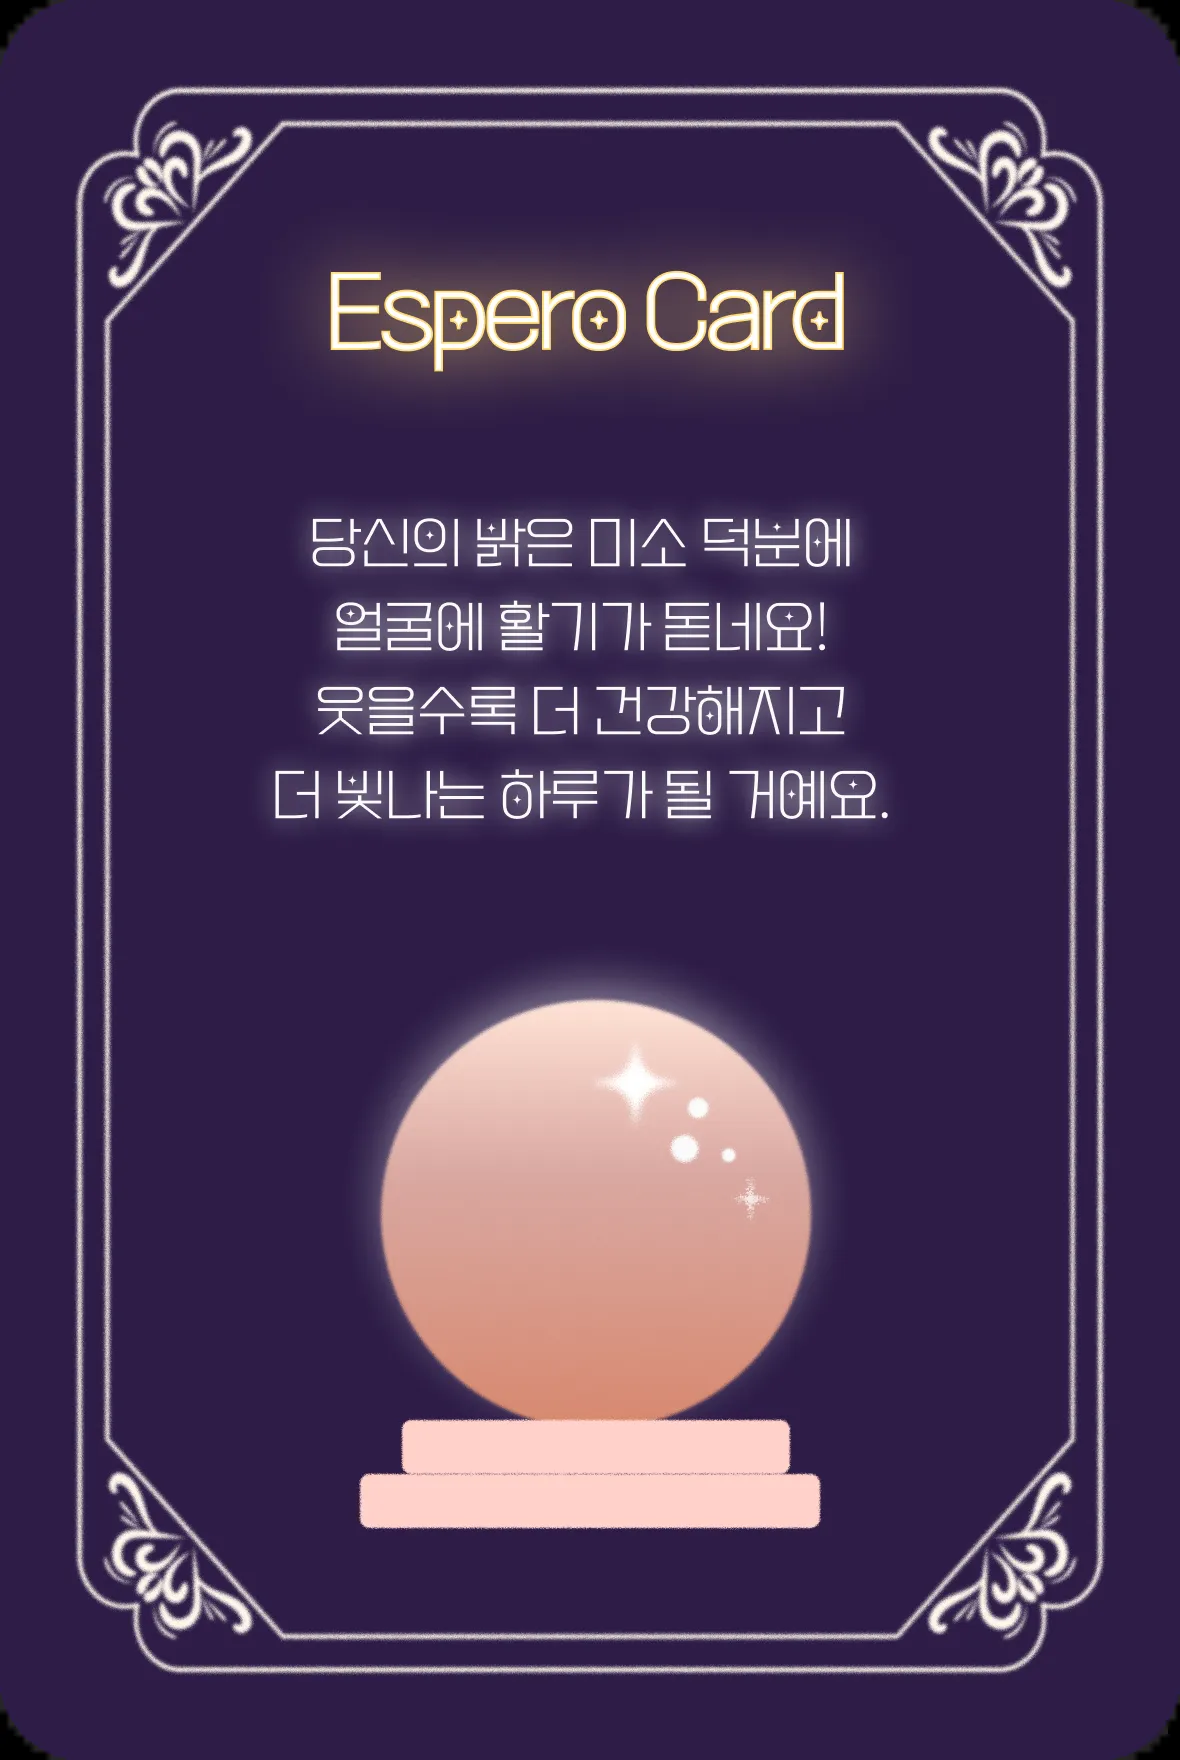 Espero Card
당신의 밝은 미소 덕분에
얼굴에 활기가 돋네요!
웃을수록 더 건강해지고
더 빛나는 하루가 될 거예요.